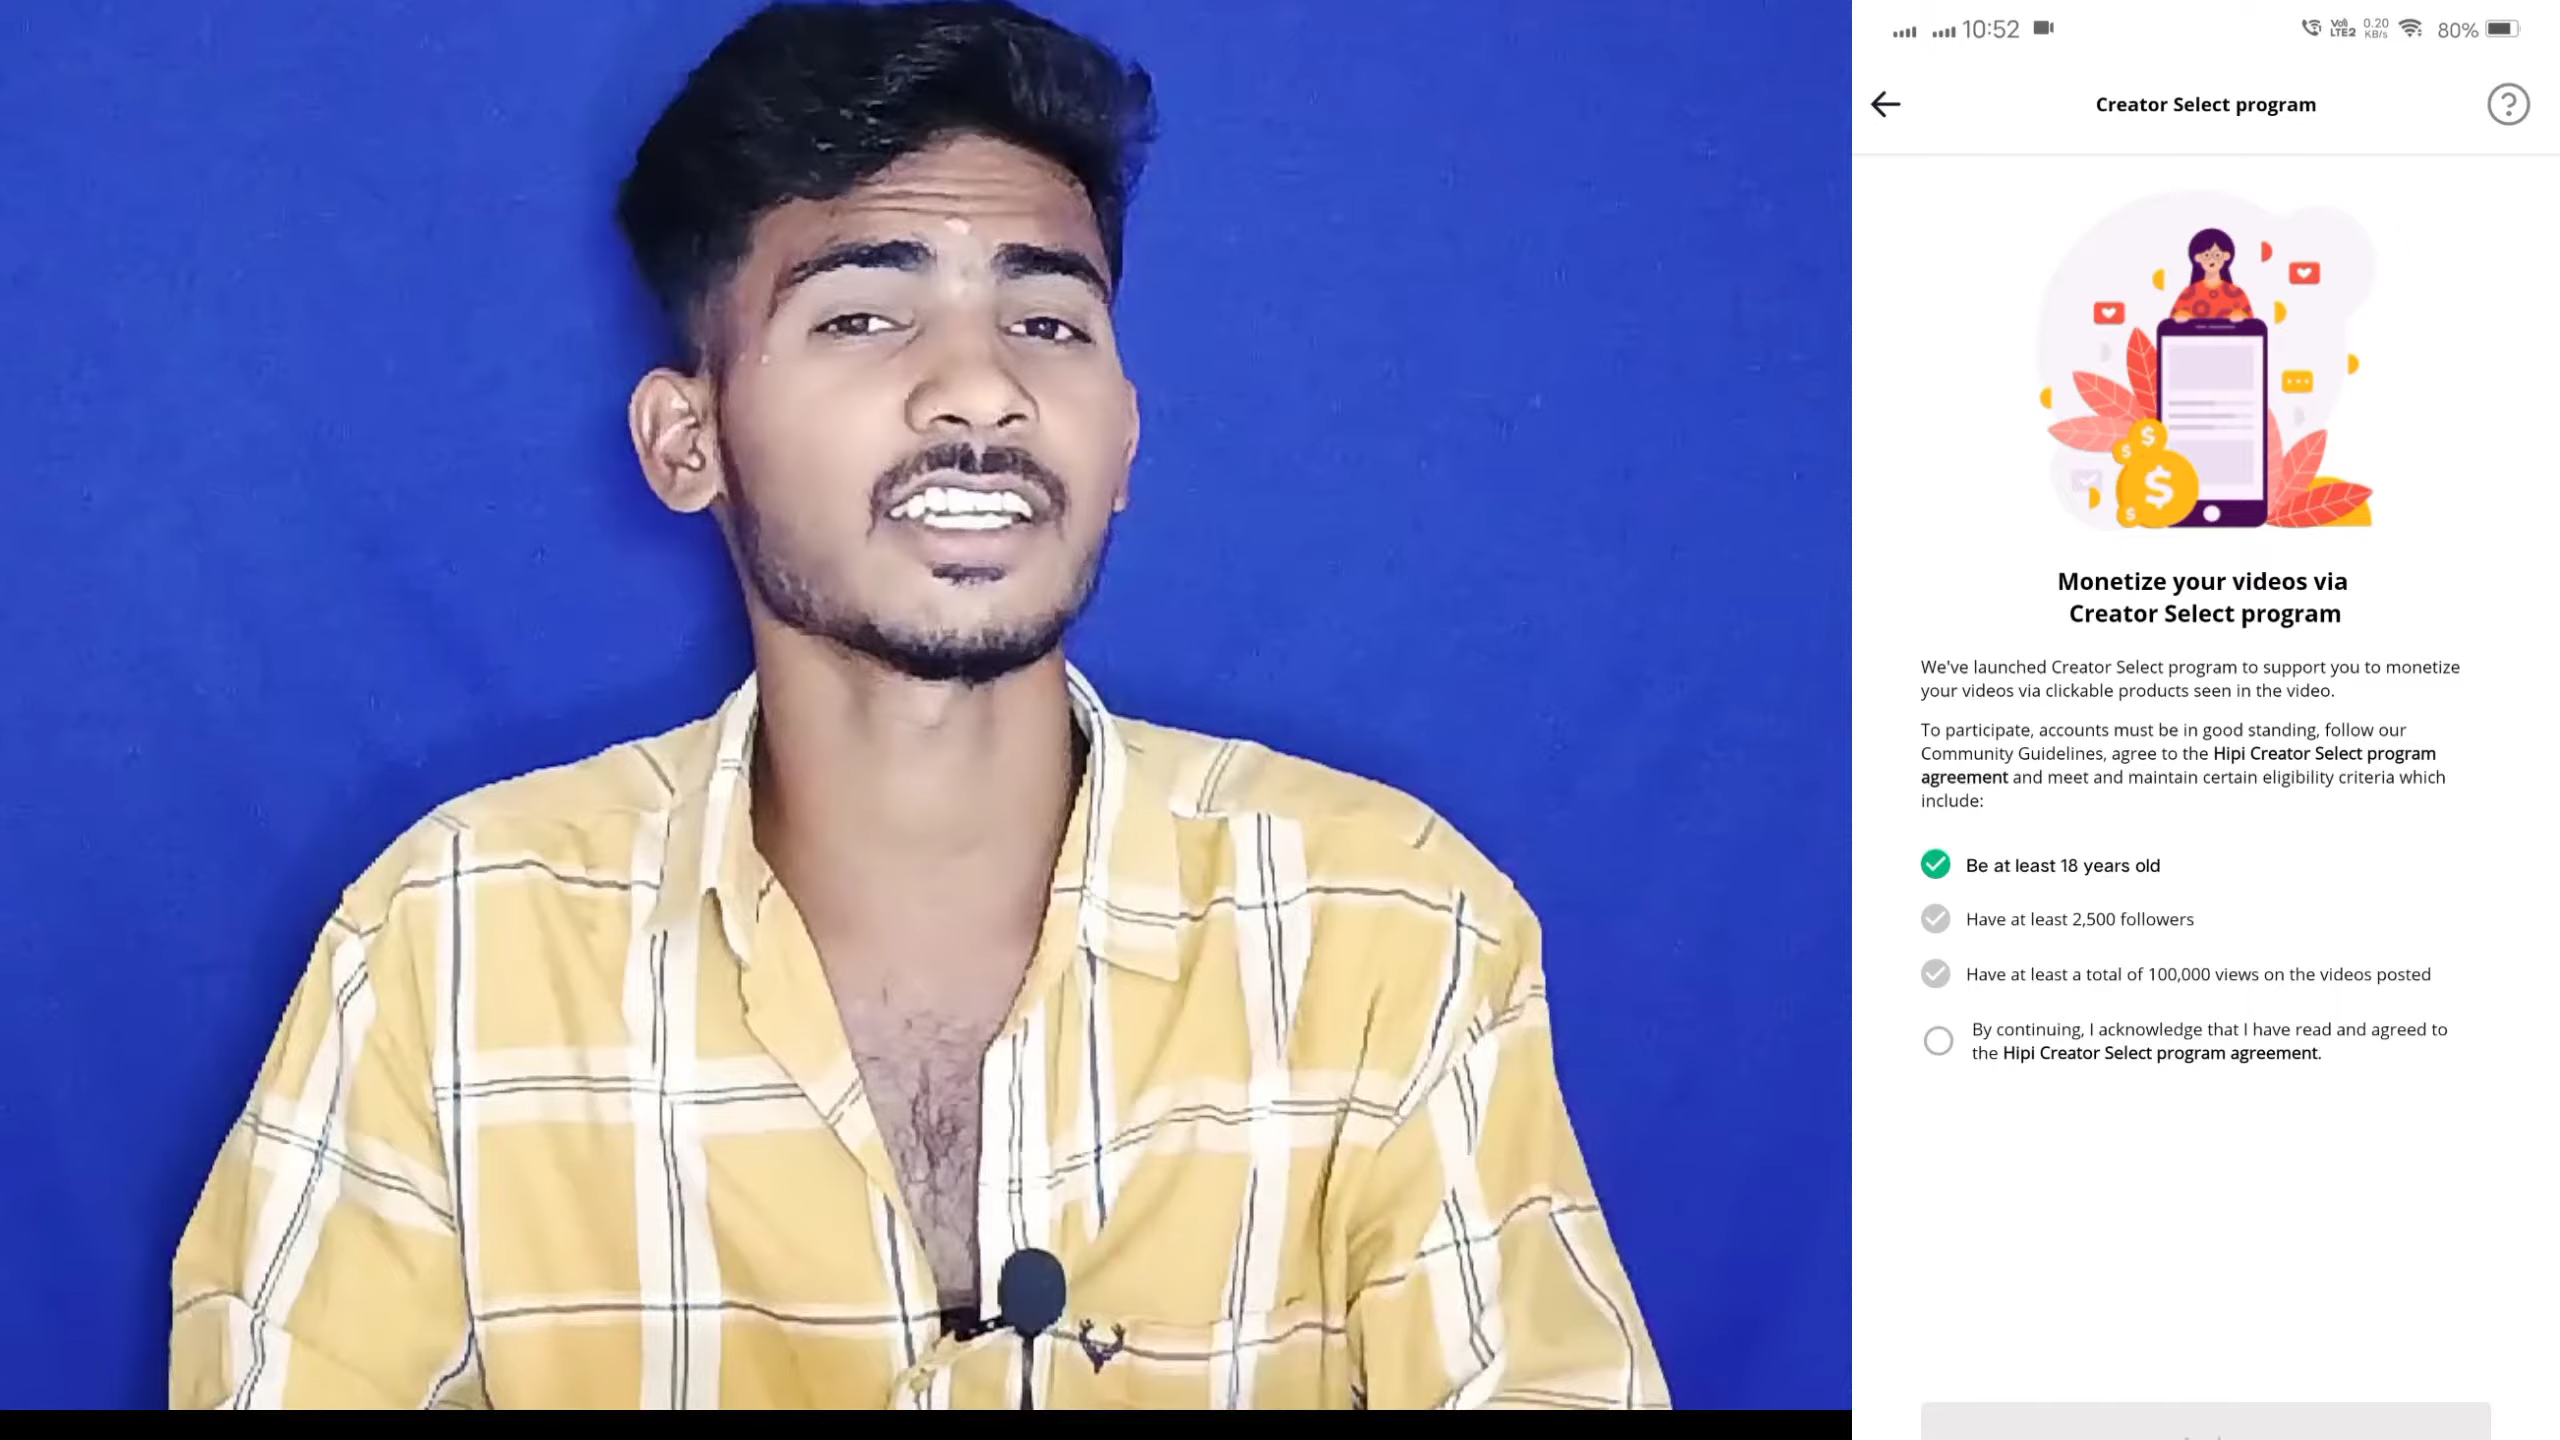 10:52
Vo))
LTE2
0.20
KB/s
80%
Creator Select program
Monetize your videos via
Creator Select program
We've launched Creator Select program to support you to monetize
your videos via clickable products seen in the video.
To participate, accounts must be in good standing, follow our
Community Guidelines, agree to the Hipi Creator Select program
agreement and meet and maintain certain eligibility criteria which
include:
Be at least 18 years old
Have at least 2,500 followers
Have at least a total of 100,000 views on the videos posted
By continuing, I acknowledge that I have read and agreed to
the Hipi Creator Select program agreement.